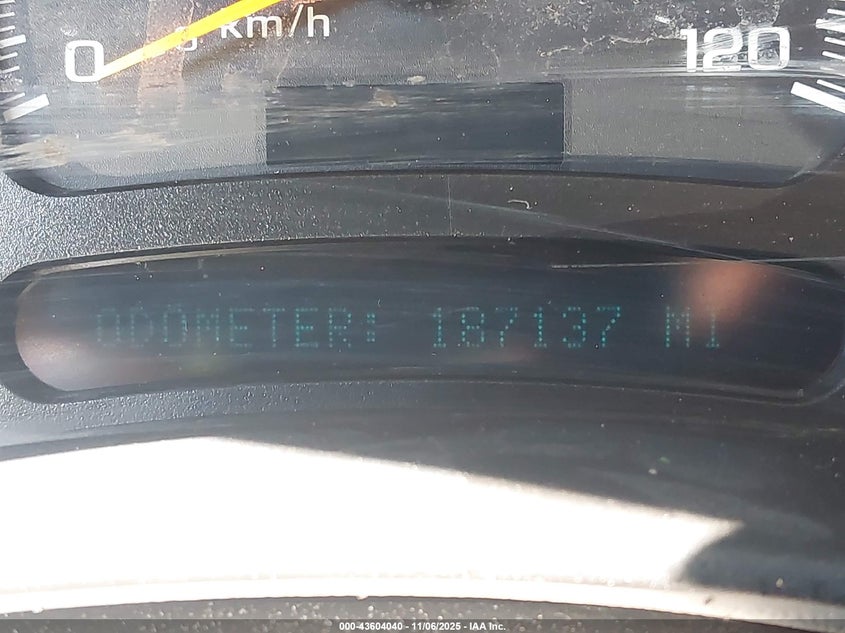 km/h
0 120
ODOMETER: 187137 MI
000-43604040 - 11/06/2025 - IAA Inc.